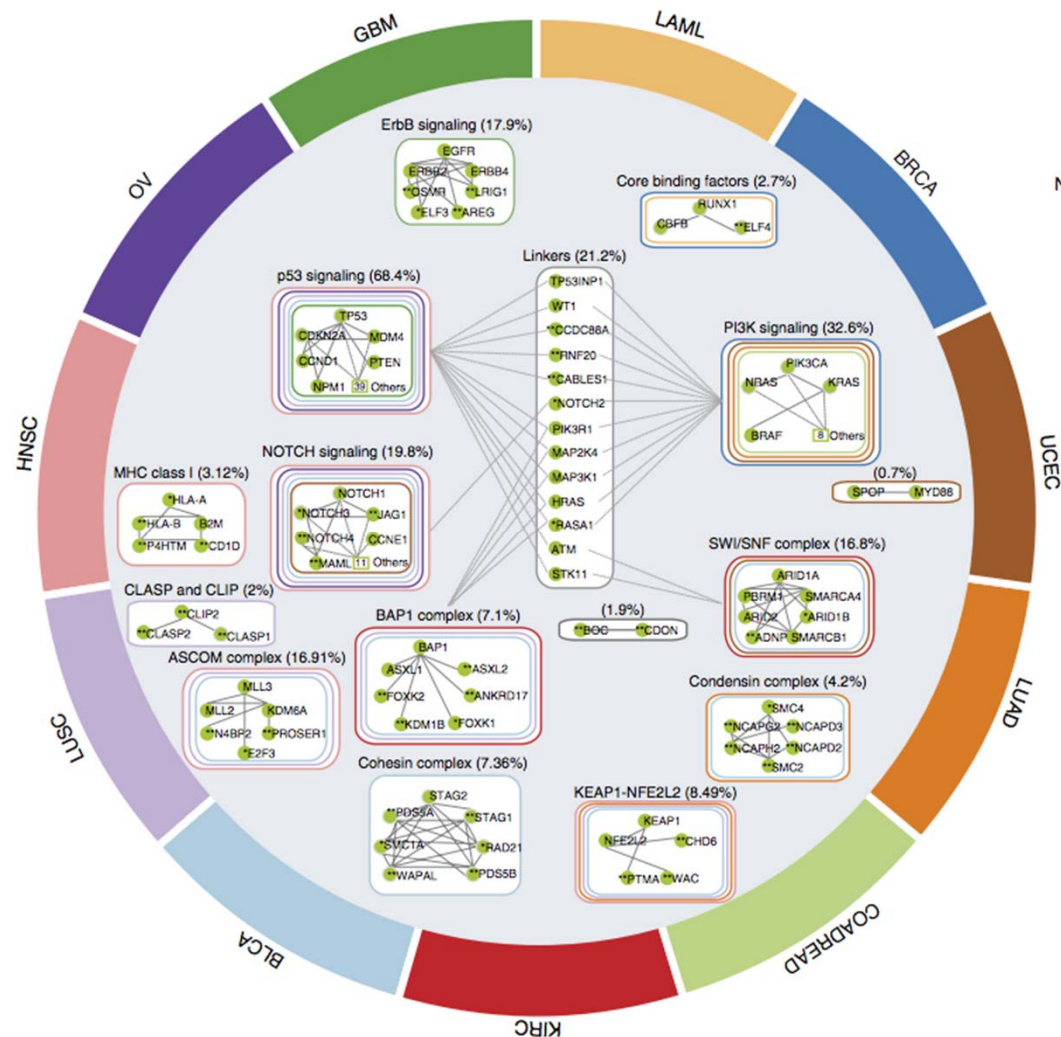 GBM
LAML
BRCA
UCEC
LUAD
COADREAD
KIRC
BLCA
LUSC
HNSC
OV
ErbB signaling (17.9%)
EGFR
ERBB2 ERBB4
**OSMR **LRIG1
*ELF3 **AREG
Core binding factors (2.7%)
RUNX1
CBFB **ELF4
Linkers (21.2%)
TP53INP1
WT1
**CCDC88A
**RNF20
**CABLES1
*NOTCH2
PIK3R1
MAP2K4
MAP3K1
HRAS
*RASA1
ATM
STK11
p53 signaling (68.4%)
TP53
CDKN2A MDM4
CCND1 PTEN
NPM1 39 Others
PI3K signaling (32.6%)
PIK3CA
NRAS KRAS
BRAF 8 Others
NOTCH signaling (19.8%)
NOTCH1
*NOTCH3 **JAG1
**NOTCH4 CCNE1
**MAML 11 Others
MHC class I (3.12%)
*HLA-A
**HLA-B B2M
**P4HTM **CD1D
(0.7%)
SPOP MYD88
SWI/SNF complex (16.8%)
ARID1A
PBRM1 SMARCA4
ARID2 *ARID1B
**ADNP SMARCB1
CLASP and CLIP (2%)
**CLIP2
**CLASP2 **CLASP1
BAP1 complex (7.1%)
BAP1
ASXL1 **ASXL2
**FOXK2 **ANKRD17
**KDM1B *FOXK1
(1.9%)
**BOC **CDON
ASCOM complex (16.91%)
MLL3
MLL2 KDM6A
**N4BP2 **PROSER1
*E2F3
Condensin complex (4.2%)
*SMC4
**NCAPG2 **NCAPD3
**NCAPH2 **NCAPD2
**SMC2
Cohesin complex (7.36%)
STAG2
**PDS5A **STAG1
*SMC1A *RAD21
**WAPAL **PDS5B
KEAP1-NFE2L2 (8.49%)
KEAP1
NFE2L2 **CHD6
**PTMA **WAC